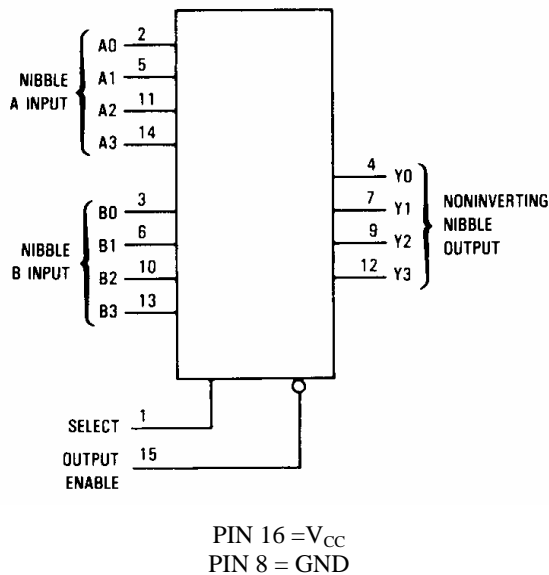 NIBBLE
A INPUT
A0 2
A1 5
A2 11
A3 14
NIBBLE
B INPUT
B0 3
B1 6
B2 10
B3 13
4 Y0
7 Y1
9 Y2
12 Y3
NONINVERTING
NIBBLE
OUTPUT
SELECT 1
OUTPUT 15
ENABLE
PIN 16 =VCC
PIN 8 = GND